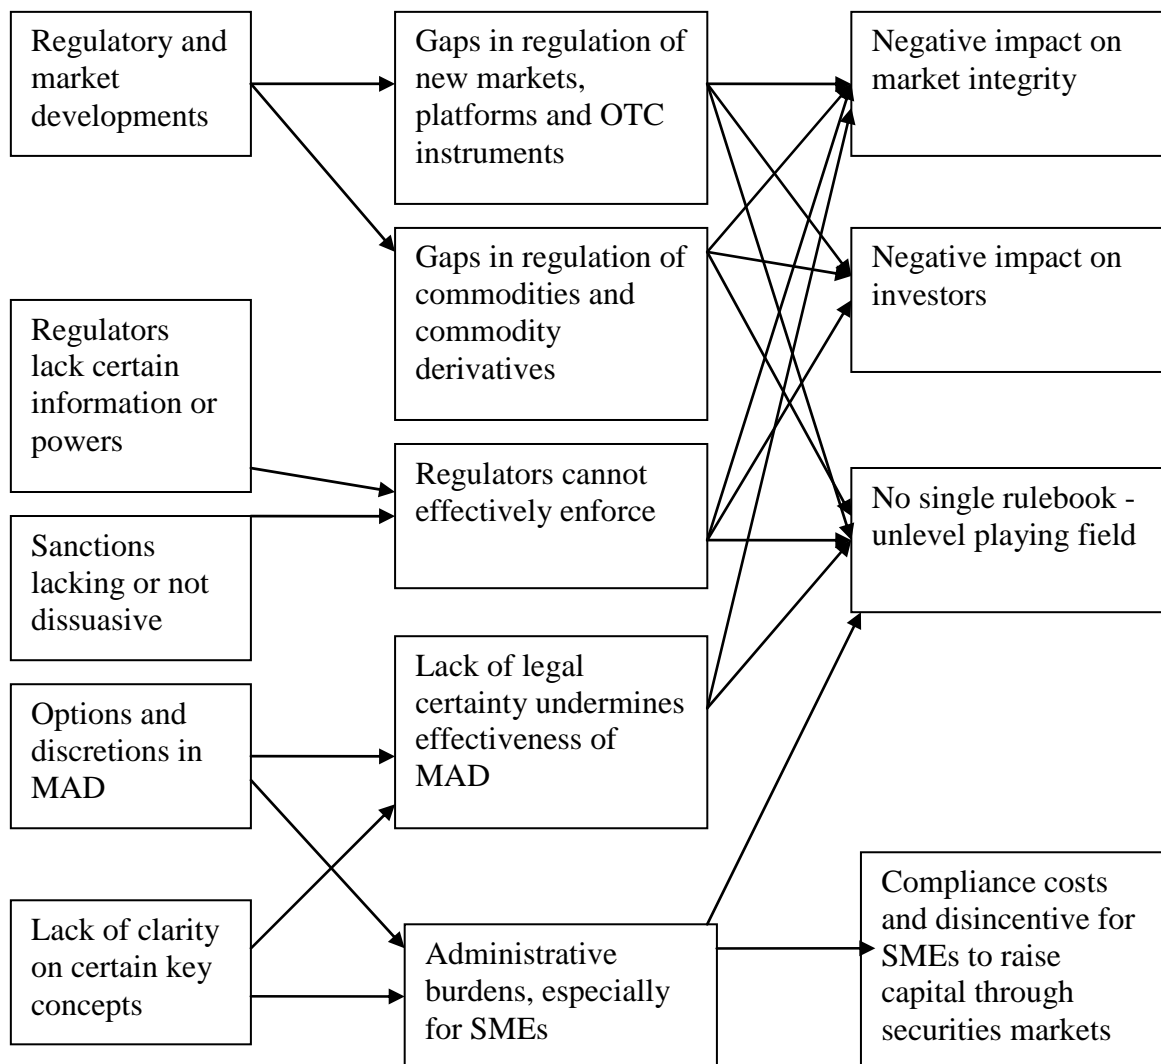 Regulatory and
market
developments
Regulators
lack certain
information or
powers
Sanctions
lacking or not
dissuasive
Options and
discretions in
MAD
Lack of clarity
on certain key
concepts
Gaps in regulation of
new markets,
platforms and OTC
instruments
Gaps in regulation of
commodities and
commodity
derivatives
Regulators cannot
effectively enforce
Lack of legal
certainty undermines
effectiveness of
MAD
Administrative
burdens, especially
for SMEs
Negative impact on
market integrity
Negative impact on
investors
No single rulebook -
unlevel playing field
Compliance costs
and disincentive for
SMEs to raise
capital through
securities markets